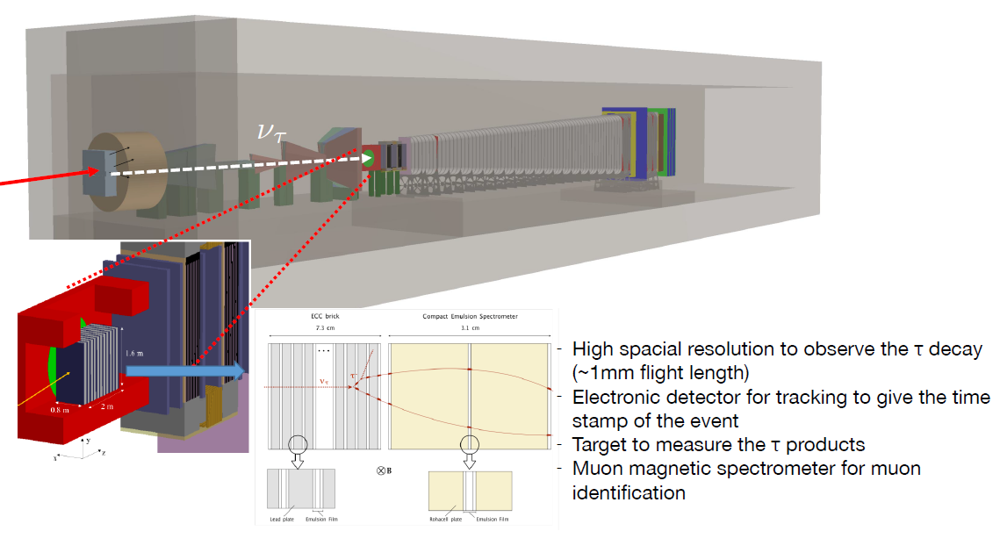 ντ
1.6 m
0.8 m
2 m
y
x
z
ECC brick
7.3 cm
Compact Emulsion Spectrometer
3.1 cm
...
ντ
τ
⊗B
Lead plate
Emulsion Film
Rohacell plate
Emulsion Film
- High spacial resolution to observe the τ decay
(~1mm flight length)
- Electronic detector for tracking to give the time
stamp of the event
- Target to measure the τ products
- Muon magnetic spectrometer for muon
identification